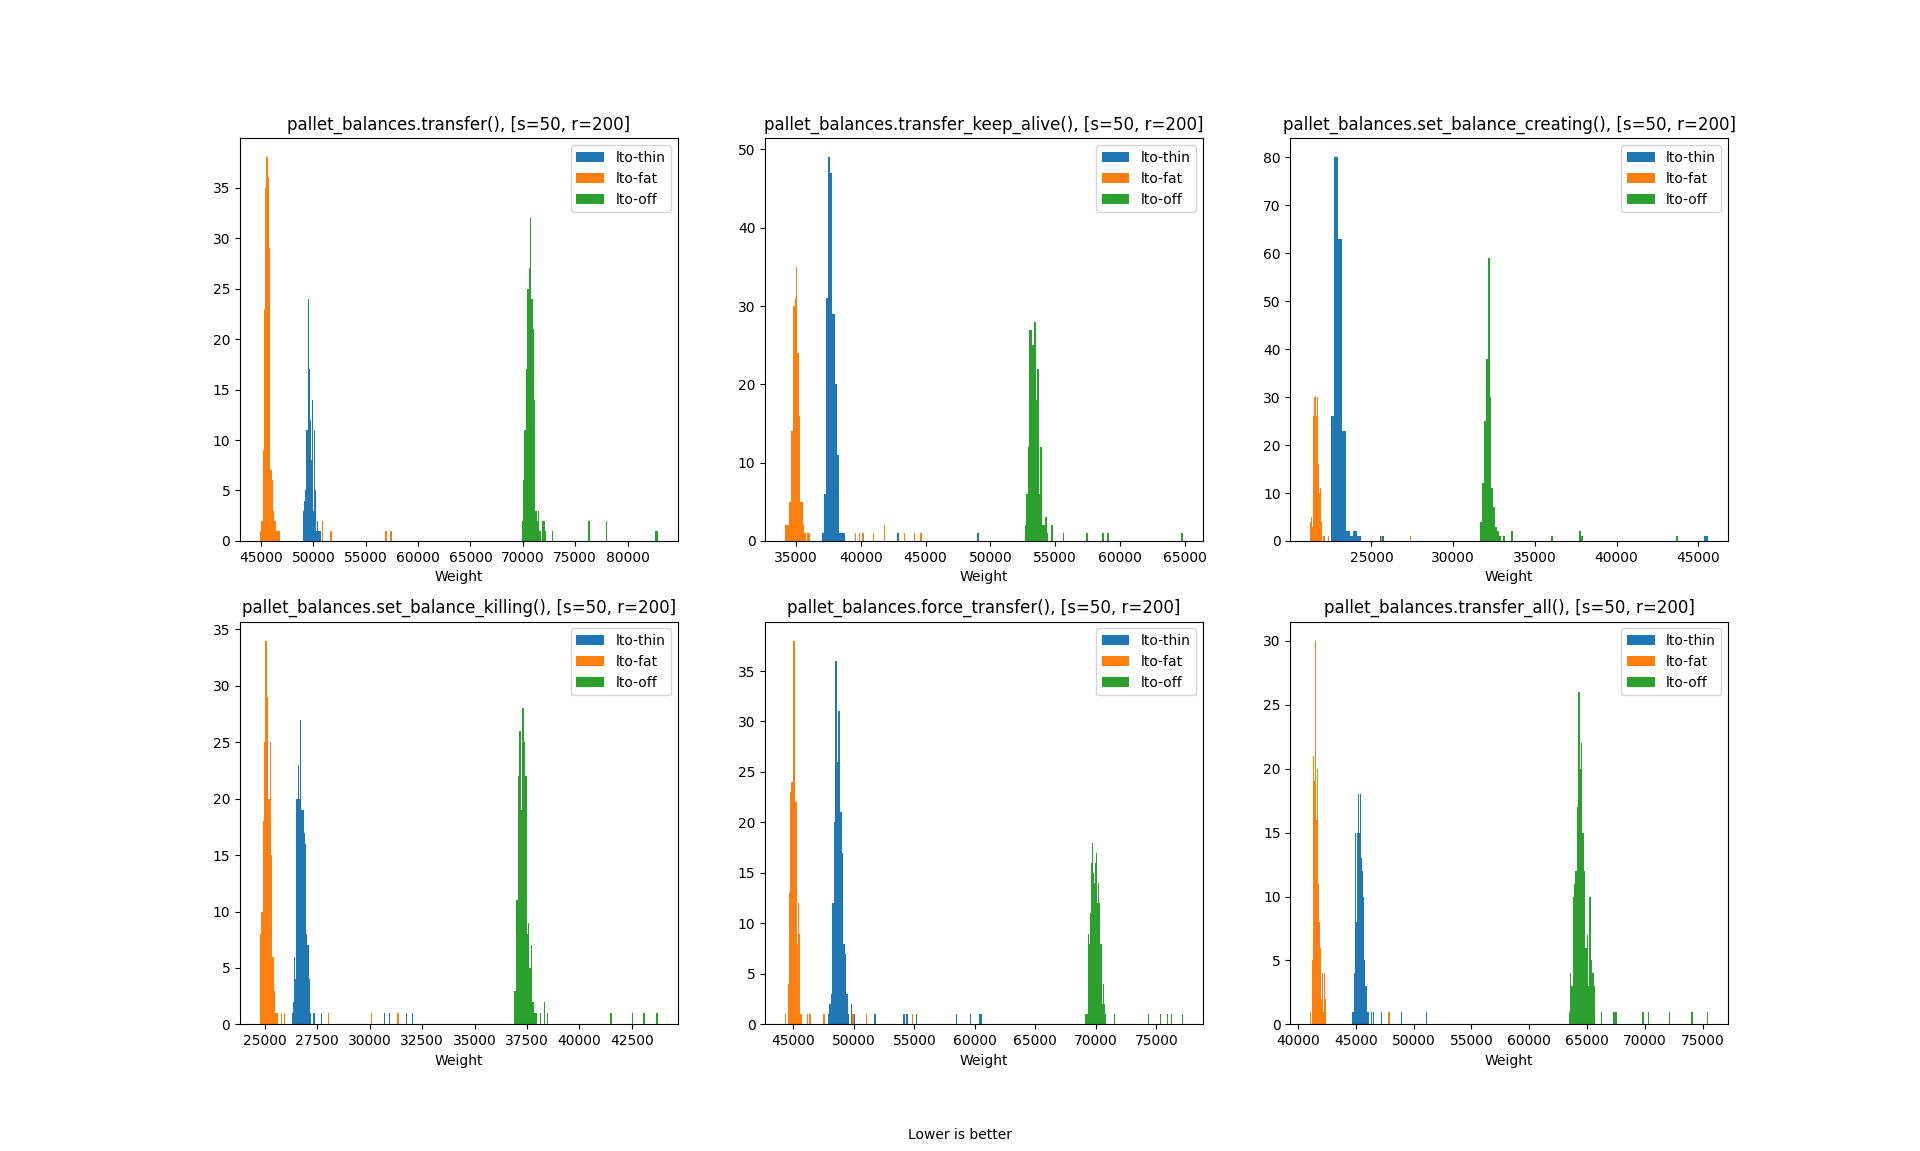 pallet_balances.transfer(), [s=50, r=200]
lto-thin
lto-fat
lto-off
35
30
25
20
15
10
5
0
45000 50000 55000 60000 65000 70000 75000 80000
Weight
pallet_balances.transfer_keep_alive(), [s=50, r=200]
lto-thin
lto-fat
lto-off
50
40
30
20
10
0
35000 40000 45000 50000 55000 60000 65000
Weight
pallet_balances.set_balance_creating(), [s=50, r=200]
lto-thin
lto-fat
lto-off
80
70
60
50
40
30
20
10
0
25000 30000 35000 40000 45000
Weight
pallet_balances.set_balance_killing(), [s=50, r=200]
lto-thin
lto-fat
lto-off
35
30
25
20
15
10
5
0
25000 27500 30000 32500 35000 37500 40000 42500
Weight
pallet_balances.force_transfer(), [s=50, r=200]
lto-thin
lto-fat
lto-off
35
30
25
20
15
10
5
0
45000 50000 55000 60000 65000 70000 75000
Weight
pallet_balances.transfer_all(), [s=50, r=200]
lto-thin
lto-fat
lto-off
30
25
20
15
10
5
0
40000 45000 50000 55000 60000 65000 70000 75000
Weight
Lower is better